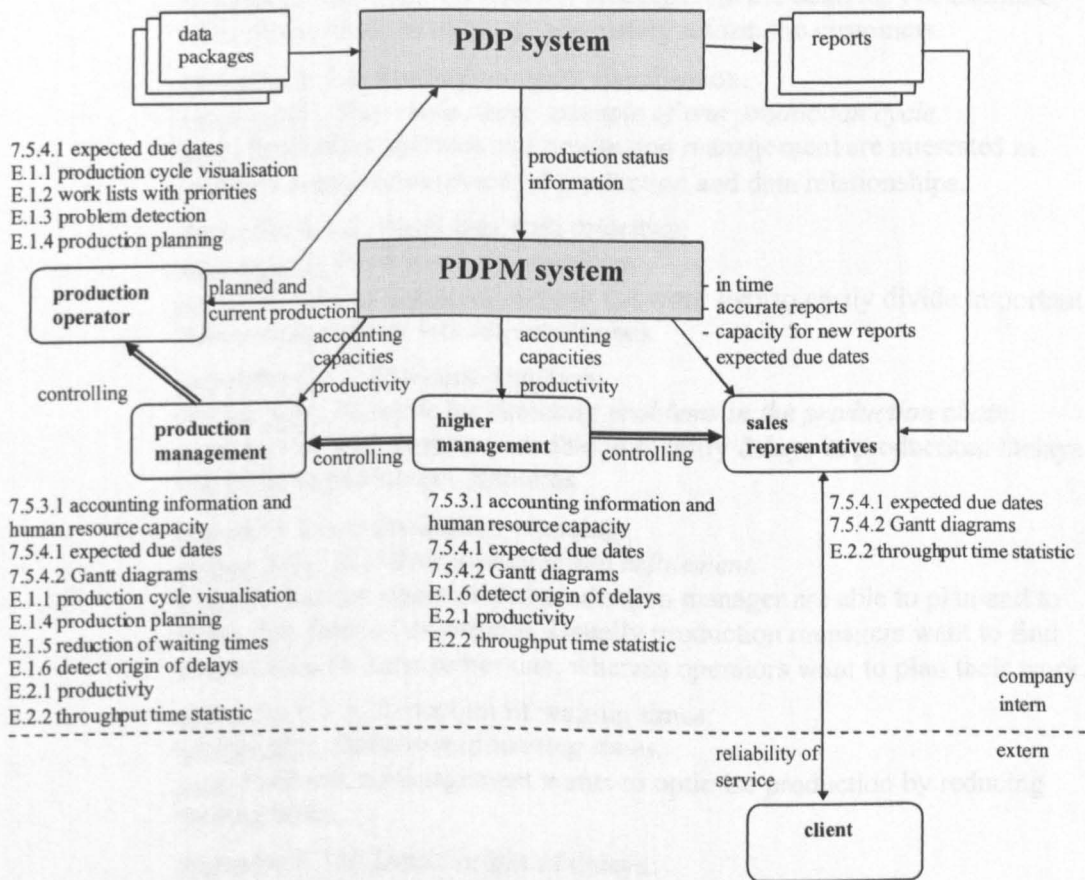 data
packages
PDP system
reports
7.5.4.1 expected due dates
E.1.1 production cycle visualisation
E.1.2 work lists with priorities
E.1.3 problem detection
E.1.4 production planning
production status
information
PDPM system
production
operator
planned and
current production
- in time
- accurate reports
- capacity for new reports
- expected due dates
accounting
capacities
productivity
accounting
capacities
productivity
controlling
production
management
controlling
higher
management
controlling
sales
representative
7.5.3.1 accounting information and
human resource capacity
7.5.4.1 expected due dates
7.5.4.2 Gantt diagrams
E.1.1 production cycle visualisation
E.1.4 production planning
E.1.5 reduction of waiting times
E.1.6 detect origin of delays
E.2.1 productivty
E.2.2 throughput time statistic
7.5.3.1 accounting information and
human resource capacity
7.5.4.1 expected due dates
7.5.4.2 Gantt diagrams
E.1.6 detect origin of delays
E.2.1 productivity
E.2.2 throughput time statistic
7.5.4.1 expected due dates
7.5.4.2 Gantt diagrams
E.2.2 throughput time statistic
company
intern
extern
reliability of
service
client